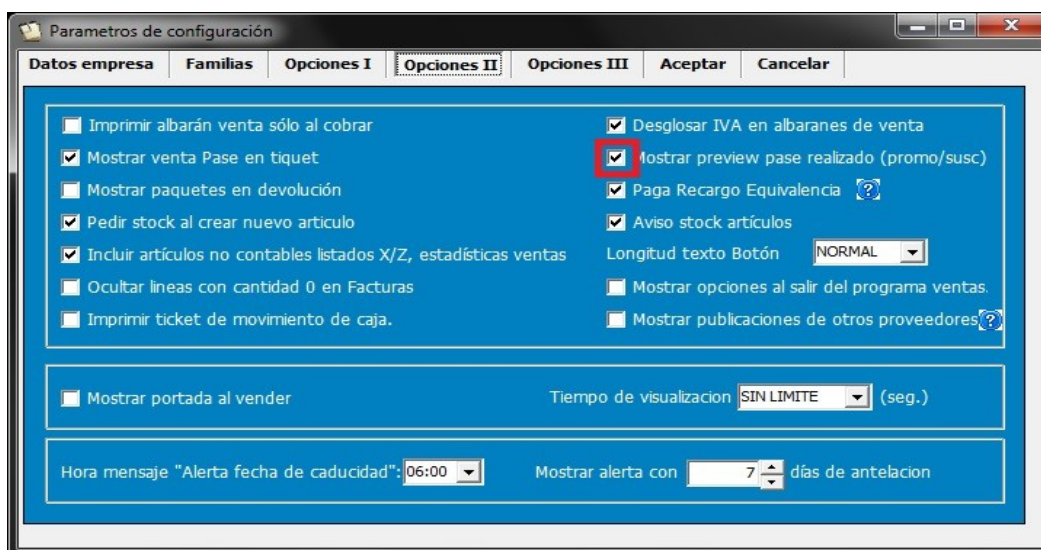 Parametros de configuración
Datos empresa Familias Opciones I Opciones II Opciones III Aceptar Cancelar
Imprimir albarán venta sólo al cobrar
Mostrar venta Pase en tiquet
Mostrar paquetes en devolución
Pedir stock al crear nuevo articulo
Incluir artículos no contables listados X/Z, estadísticas ventas
Ocultar lineas con cantidad 0 en Facturas
Imprimir ticket de movimiento de caja.
Desglosar IVA en albaranes de venta
Mostrar preview pase realizado (promo/susc)
Paga Recargo Equivalencia ?
Aviso stock artículos
Longitud texto Botón NORMAL
Mostrar opciones al salir del programa ventas.
Mostrar publicaciones de otros proveedores ?
Mostrar portada al vender
Tiempo de visualizacion SIN LIMITE (seg.)
Hora mensaje "Alerta fecha de caducidad": 06:00
Mostrar alerta con 7 días de antelacion